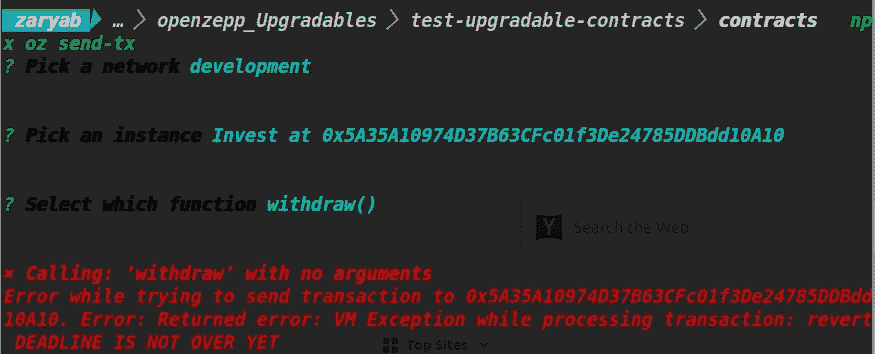 zaryab … openzepp_Upgradables test-upgradable-contracts contracts np
x oz send-tx
? Pick a network development
? Pick an instance Invest at 0x5A35A10974D37B63CFc01f3De24785DDBdd10A10
? Select which function withdraw()
Search the Web
✖ Calling: 'withdraw' with no arguments
Error while trying to send transaction to 0x5A35A10974D37B63CFc01f3De24785DDBdd
10A10. Error: Returned error: VM Exception while processing transaction: revert
DEADLINE IS NOT OVER YET
Top Sites